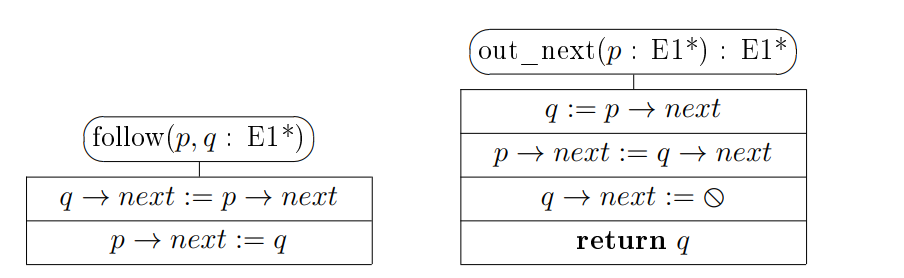 follow(p, q : E1*)
q → next := p → next
p → next := q
out_next(p : E1*) : E1*
q := p → next
p → next := q → next
q → next := ⦸
return q